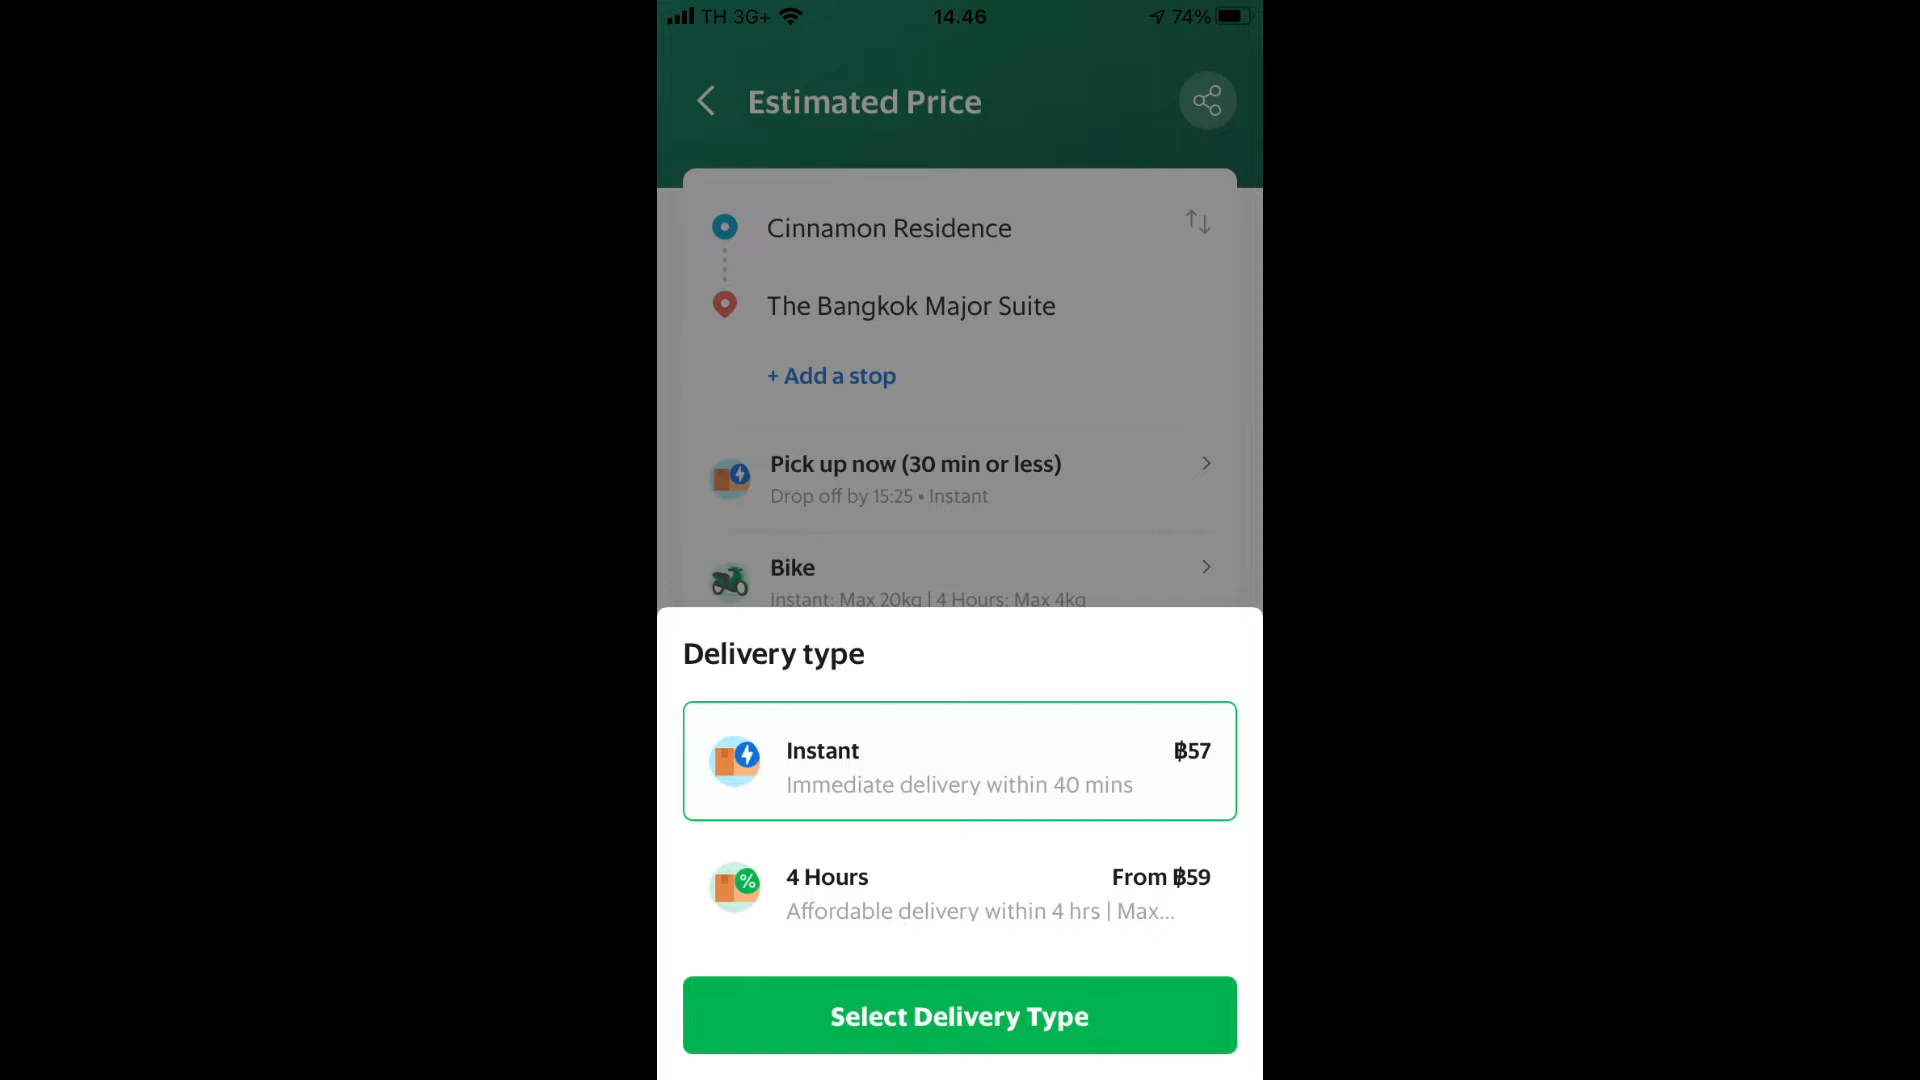 TH 3G+ 14.46 74%
Estimated Price
Cinnamon Residence
The Bangkok Major Suite
+ Add a stop
Pick up now (30 min or less)
Drop off by 15:25 • Instant
Bike
Instant: Max 20kg | 4 Hours: Max 4kg
Delivery type
Instant ฿57
Immediate delivery within 40 mins
%
4 Hours From ฿59
Affordable delivery within 4 hrs | Max...
Select Delivery Type